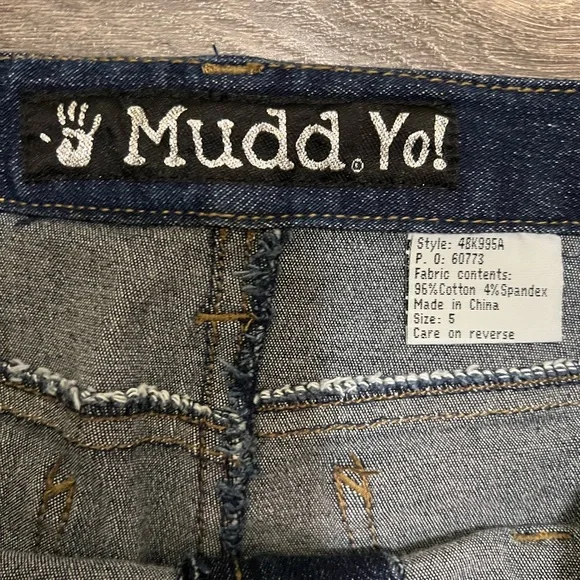 Mudd® Yo!
Style: 48K995A
P. O: 60773
Fabric contents:
96%Cotton 4%Spandex
Made in China
Size: 5
Care on reverse